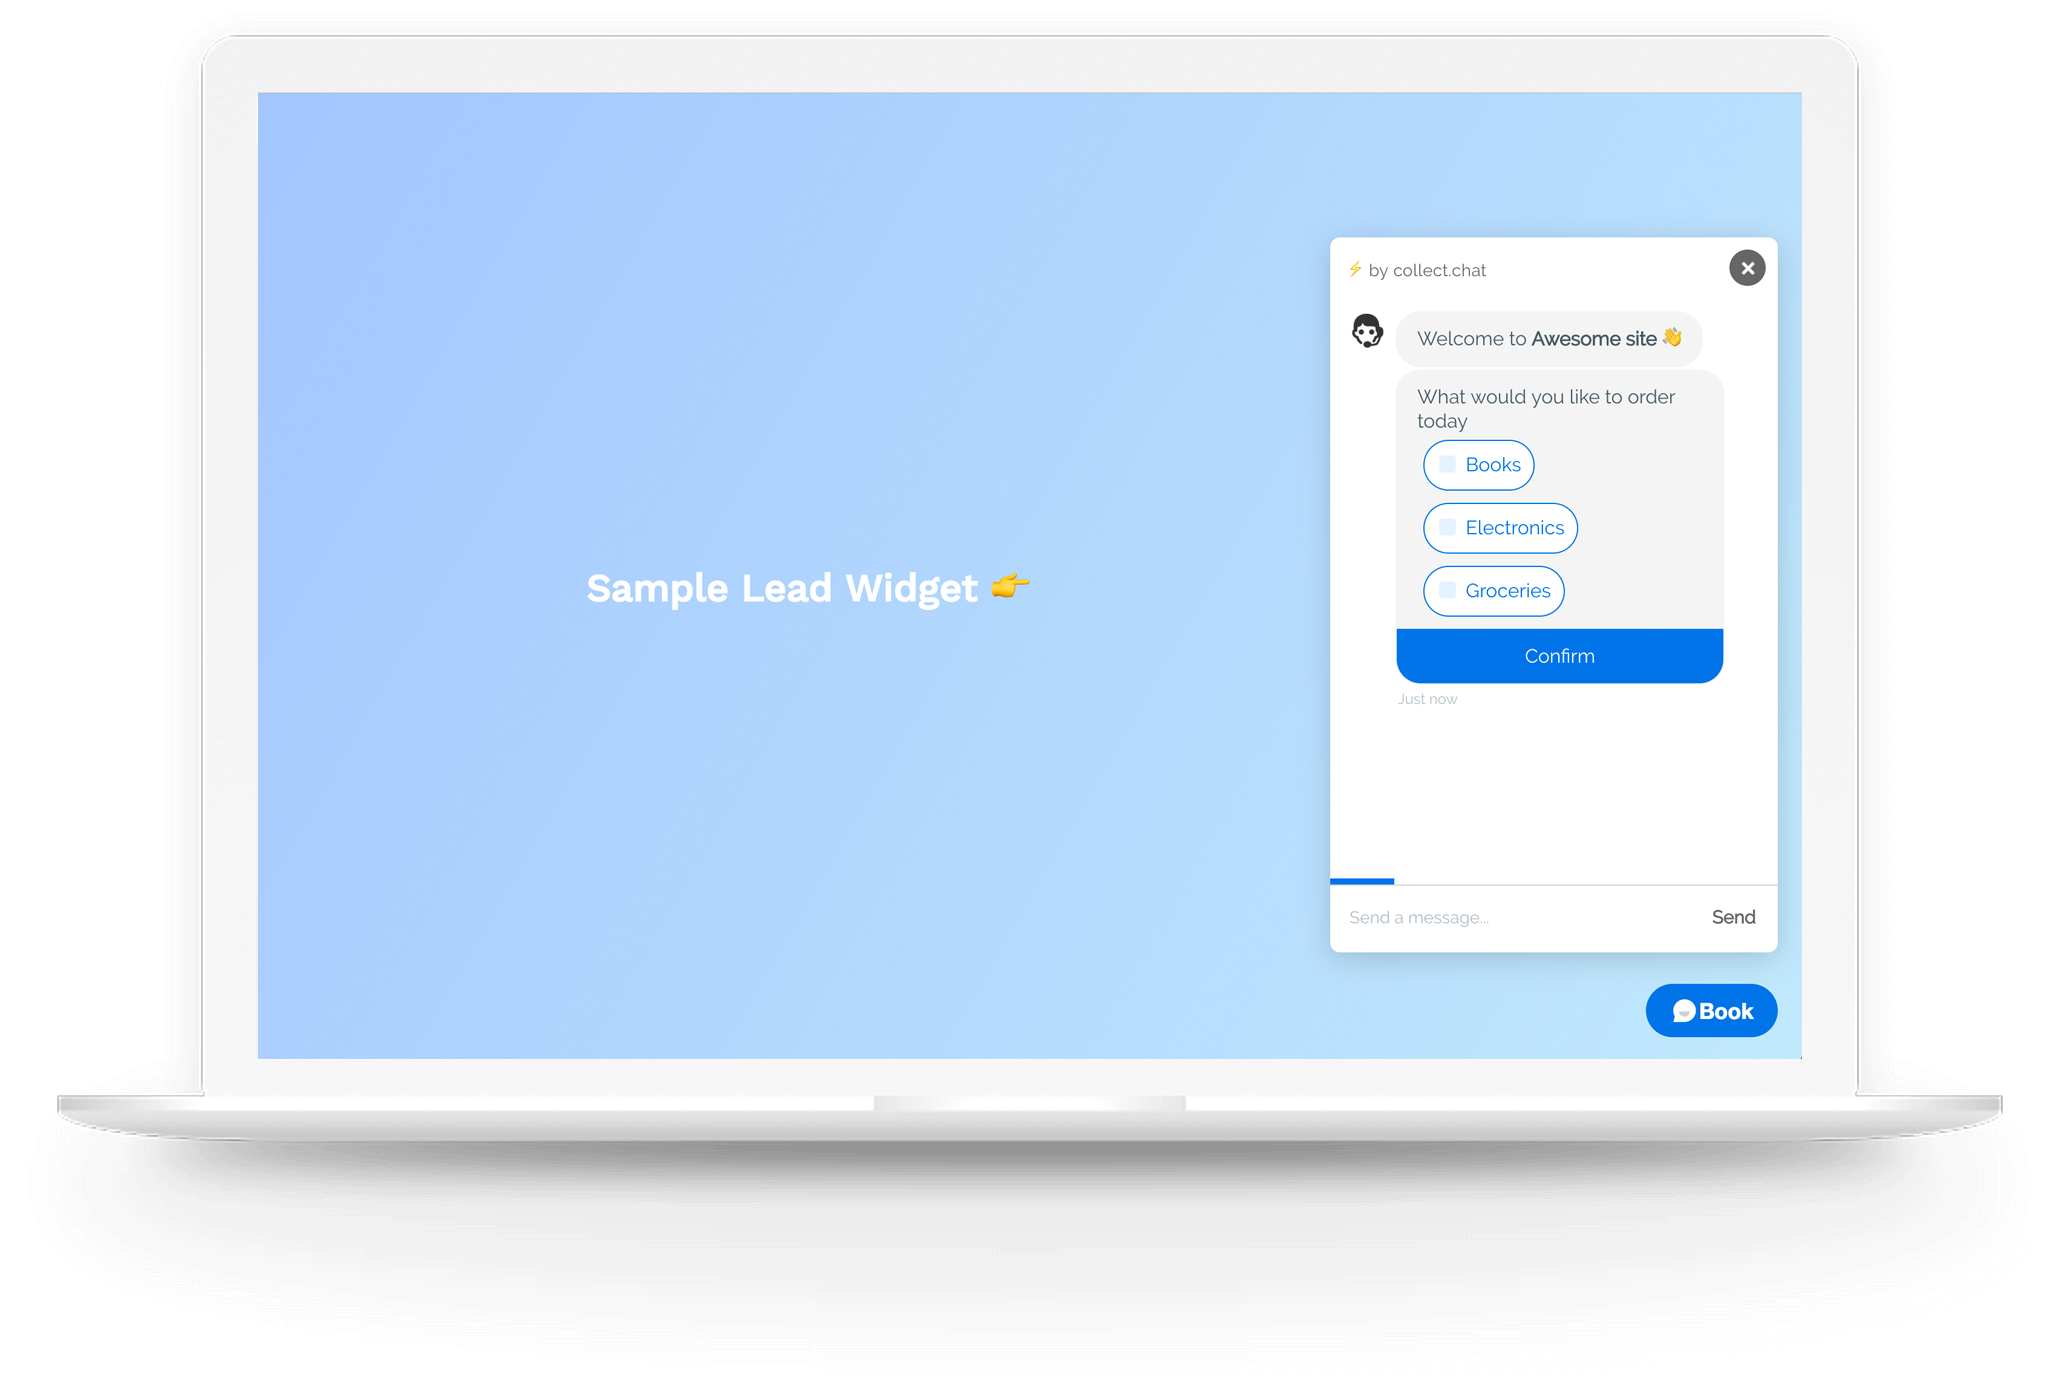 ⚡ by collect.chat
Welcome to Awesome site 👋
What would you like to order
today
Books
Electronics
Groceries
Confirm
Just now
Sample Lead Widget 👉
Send a message... Send
Book